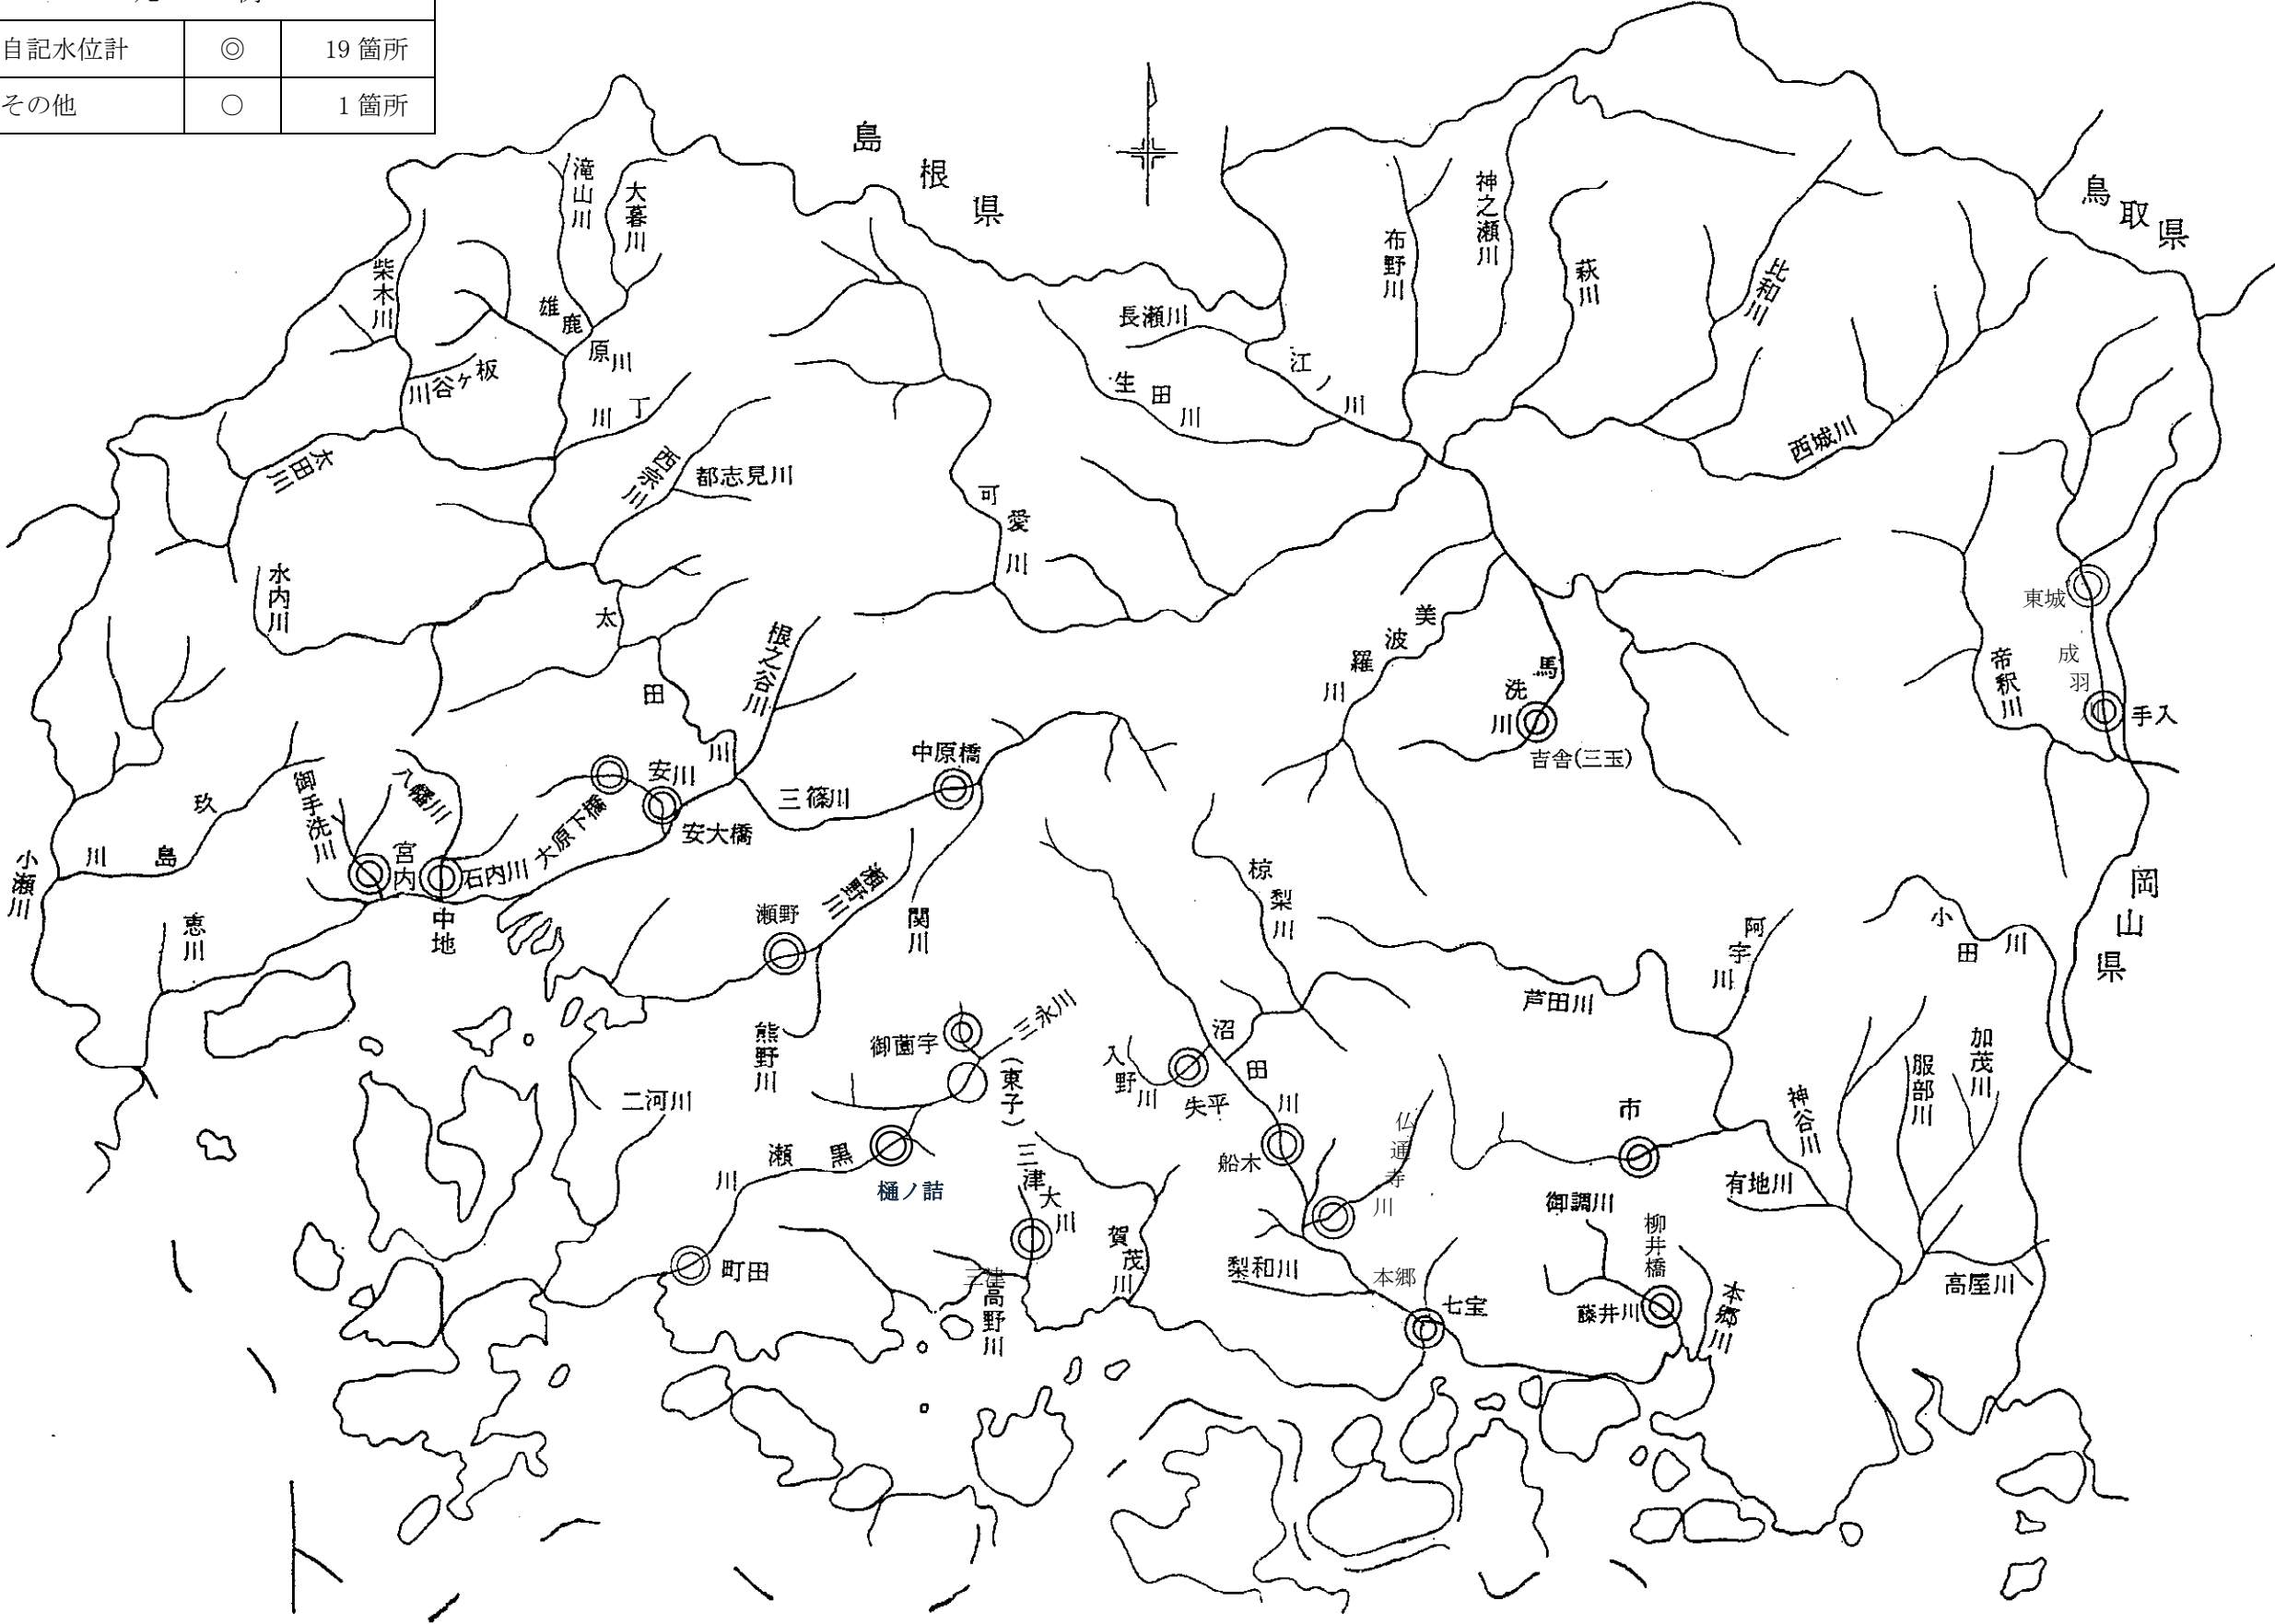 自記水位計 ◎ 19 箇所
その他 ○ 1 箇所
島根県
鳥取県
岡山県
滝山川
大暮川
柴木川
雄鹿原川
板ヶ谷川
丁川
西宗川
都志見川
太田川
水内川
太田川
根之谷川
可愛川
長瀬川
生田川
江ノ川
布野川
神之瀬川
萩川
比和川
西城川
美波羅川
馬洗川
吉舎(三玉)
東城
成羽川
手入
帝釈川
小瀬川
玖島川
恵川
御手洗川
八幡川
宮内
中地
石内川
大原下橋
安川
安大橋
三篠川
中原橋
関川
瀬野川
瀬野
熊野川
二河川
御薗宇
三永川
(東子)
黒瀬川
樋ノ詰
町田
三津大川
三津
高野川
賀茂川
入野川
失平
椋梨川
沼田川
船木
仏通寺川
梨和川
本郷
七宝
芦田川
阿字川
小田川
市
御調川
神谷川
有地川
服部川
加茂川
高屋川
柳井橋
藤井川
本郷川